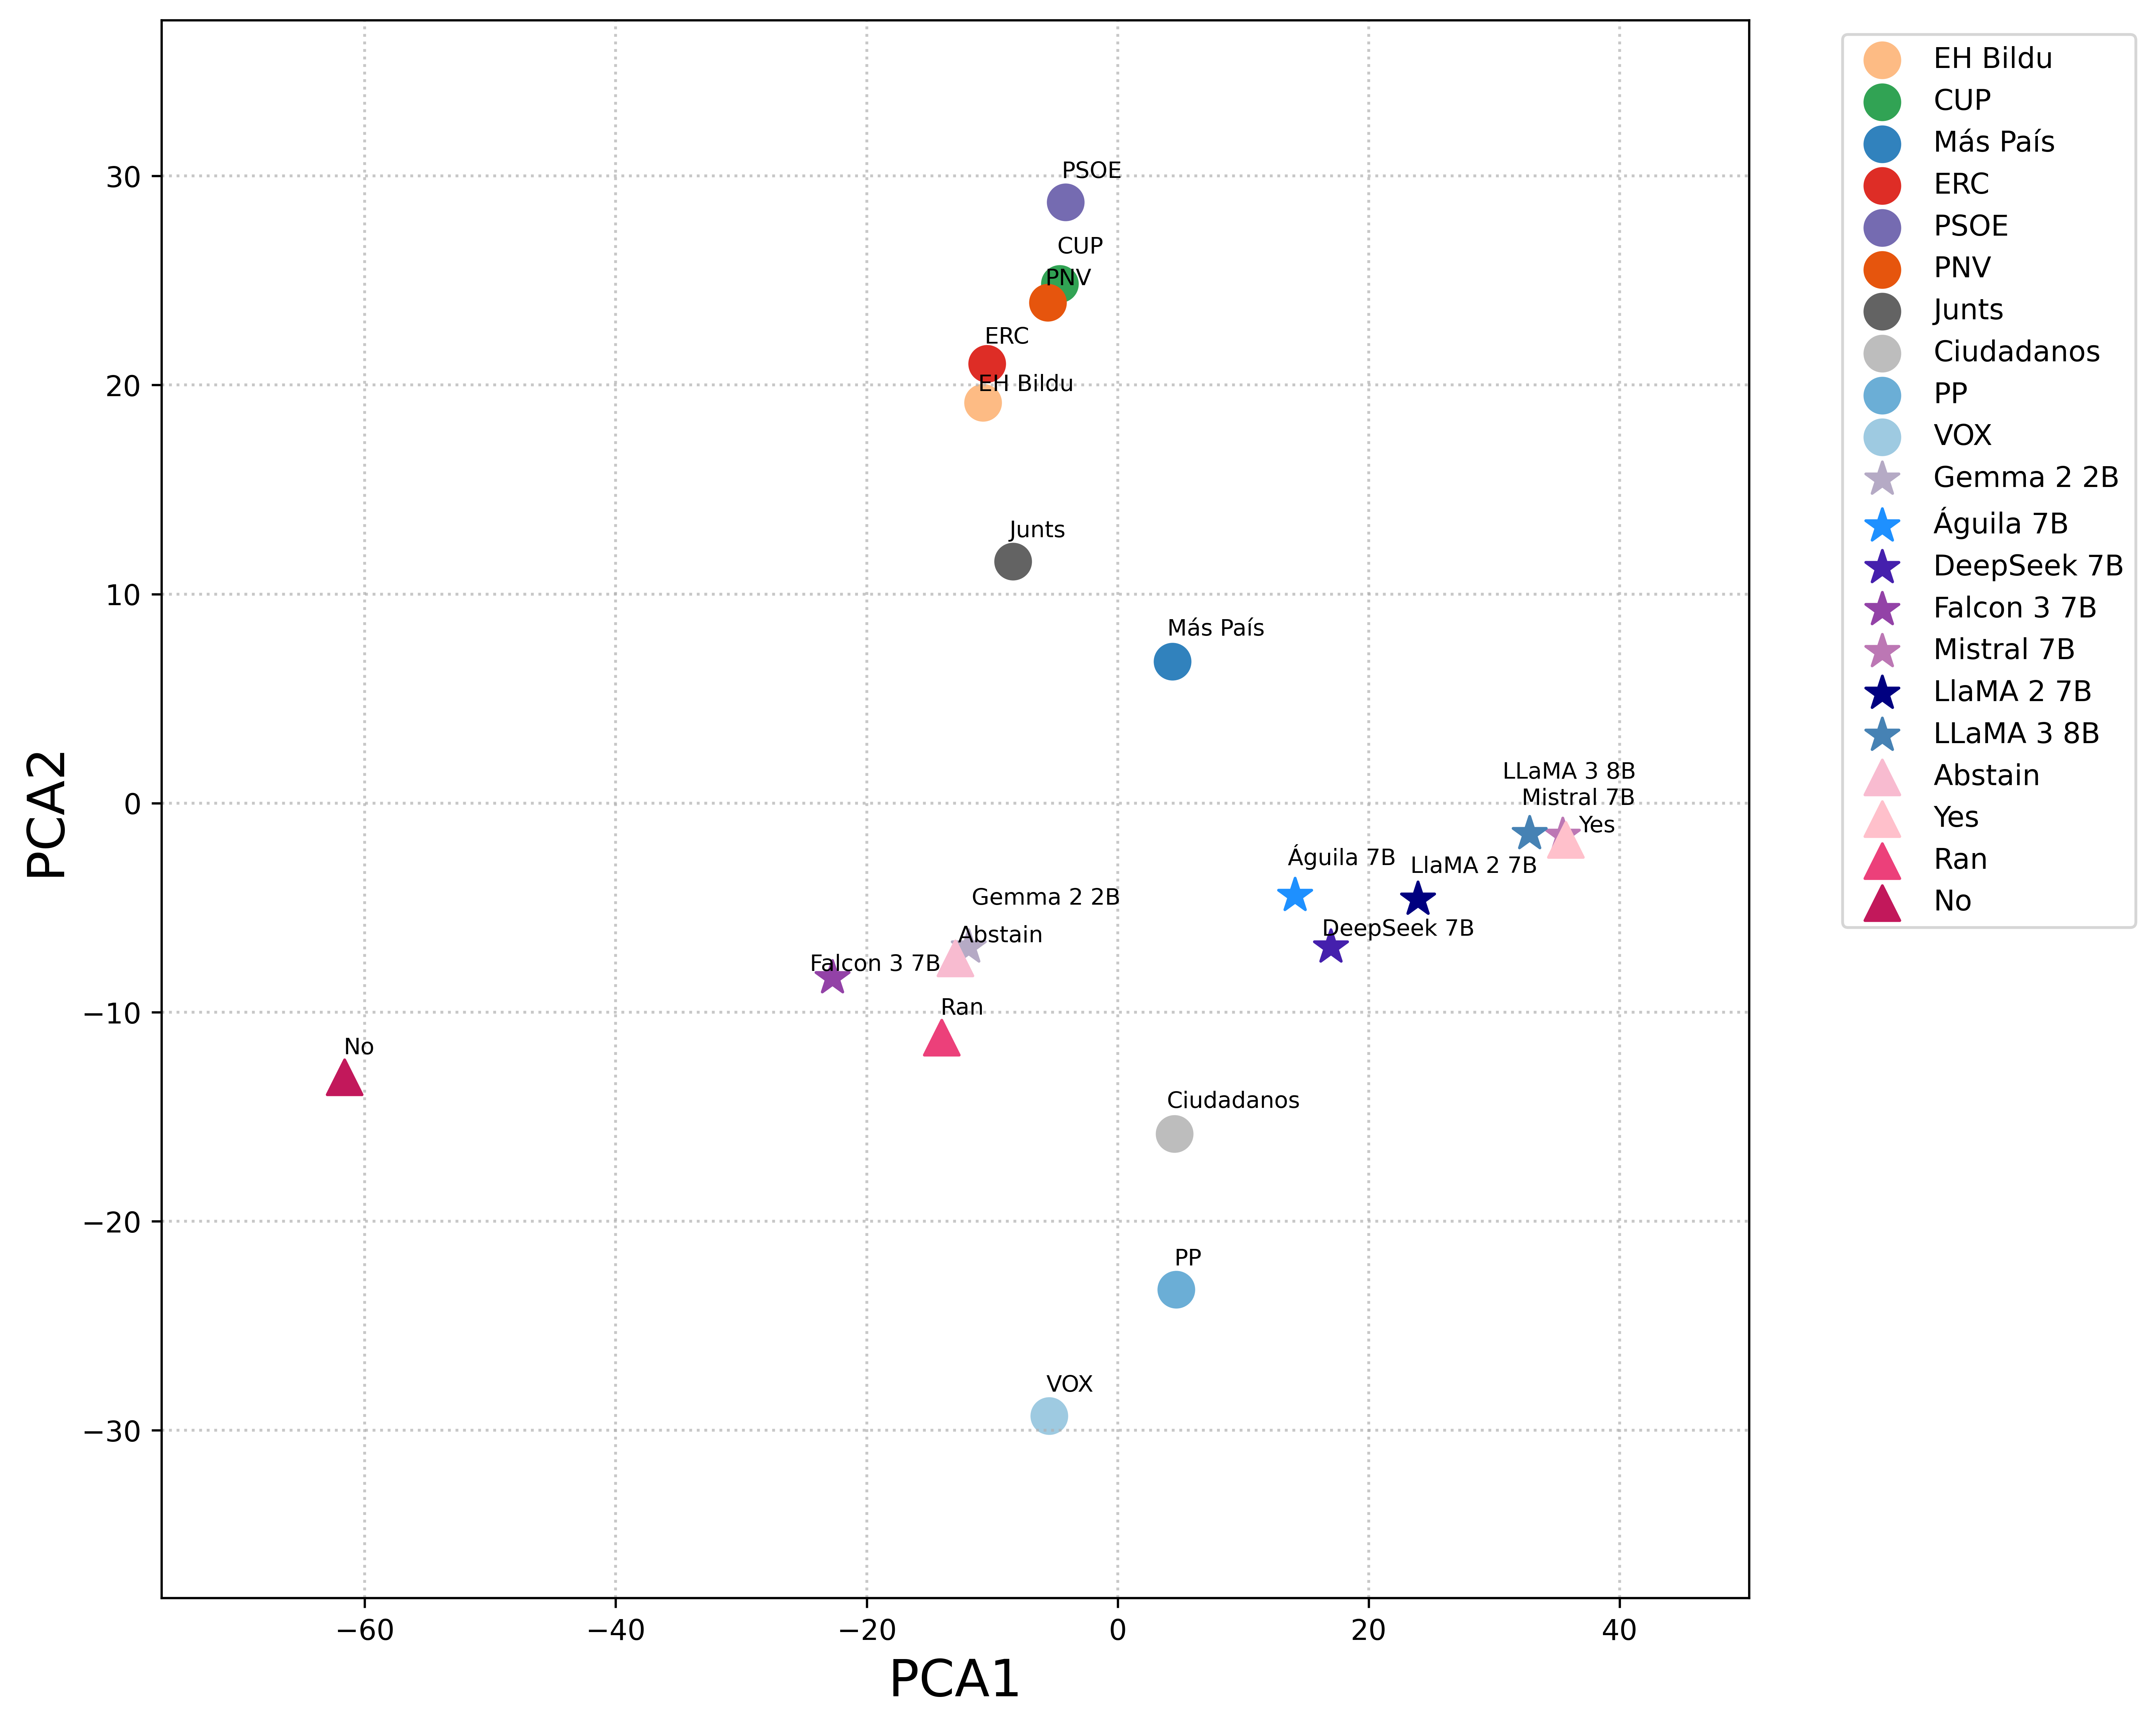 PSOE
CUP
PNV
ERC
EH Bildu
Junts
Más País
LLaMA 3 8B
Mistral 7B
Yes
Águila 7B
LlaMA 2 7B
Gemma 2 2B
DeepSeek 7B
Abstain
Falcon 3 7B
Ran
No
Ciudadanos
PP
VOX
30
20
10
0
−10
−20
−30
PCA2
−60
−40
−20
0
20
40
PCA1
EH Bildu
CUP
Más País
ERC
PSOE
PNV
Junts
Ciudadanos
PP
VOX
Gemma 2 2B
Águila 7B
DeepSeek 7B
Falcon 3 7B
Mistral 7B
LlaMA 2 7B
LLaMA 3 8B
Abstain
Yes
Ran
No